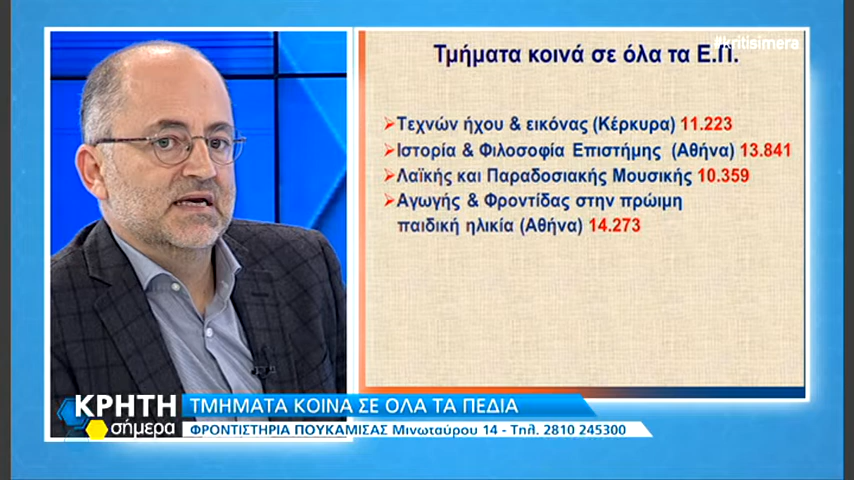 #kritisimera
Τμήματα κοινά σε όλα τα Ε.Π.
Τεχνών ήχου & εικόνας (Κέρκυρα) 11.223
Ιστορία & Φιλοσοφία Επιστήμης (Αθήνα) 13.841
Λαϊκής και Παραδοσιακής Μουσικής 10.359
Αγωγής & Φροντίδας στην πρώιμη
παιδική ηλικία (Αθήνα) 14.273
ΚΡΗΤΗ
σήμερα
ΤΜΗΜΑΤΑ ΚΟΙΝΑ ΣΕ ΟΛΑ ΤΑ ΠΕΔΙΑ
ΦΡΟΝΤΙΣΤΗΡΙΑ ΠΟΥΚΑΜΙΣΑΣ Μινωταύρου 14 - Τηλ. 2810 245300